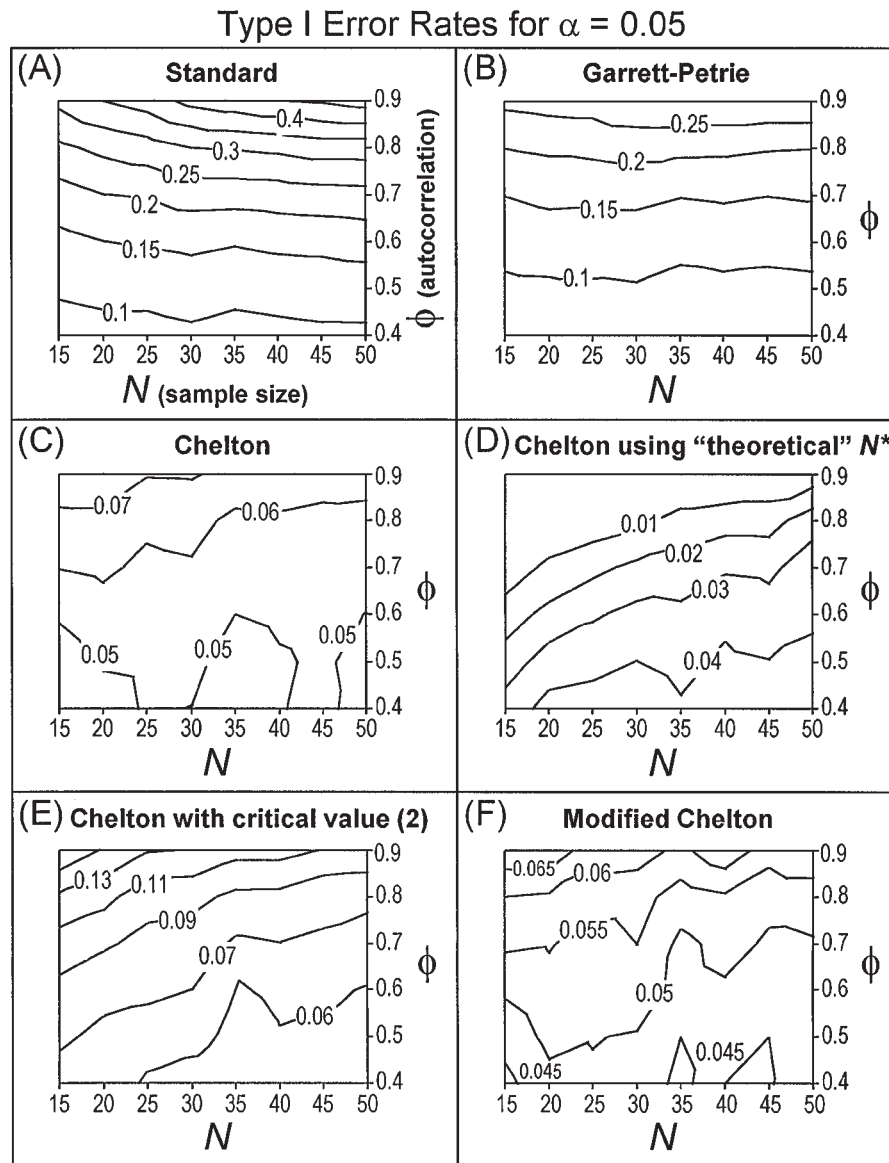 Type I Error Rates for α = 0.05
(A) Standard
0.4
0.3
0.25
0.2
0.15
0.1
0.9
0.8
0.7
0.6
0.5
0.4
ϕ (autocorrelation)
15 20 25 30 35 40 45 50
N (sample size)
(B) Garrett-Petrie
0.25
0.2
0.15
0.1
0.9
0.8
0.7
0.6
0.5
0.4
ϕ
15 20 25 30 35 40 45 50
N
(C) Chelton
0.07
0.06
0.05
0.05
0.05
0.9
0.8
0.7
0.6
0.5
0.4
ϕ
15 20 25 30 35 40 45 50
N
(D) Chelton using “theoretical” N*
0.01
0.02
0.03
0.04
0.9
0.8
0.7
0.6
0.5
0.4
ϕ
15 20 25 30 35 40 45 50
N
(E) Chelton with critical value (2)
0.13
0.11
0.09
0.07
0.06
0.9
0.8
0.7
0.6
0.5
0.4
ϕ
15 20 25 30 35 40 45 50
N
(F) Modified Chelton
0.065
0.06
0.055
0.05
0.045
0.045
0.9
0.8
0.7
0.6
0.5
0.4
ϕ
15 20 25 30 35 40 45 50
N